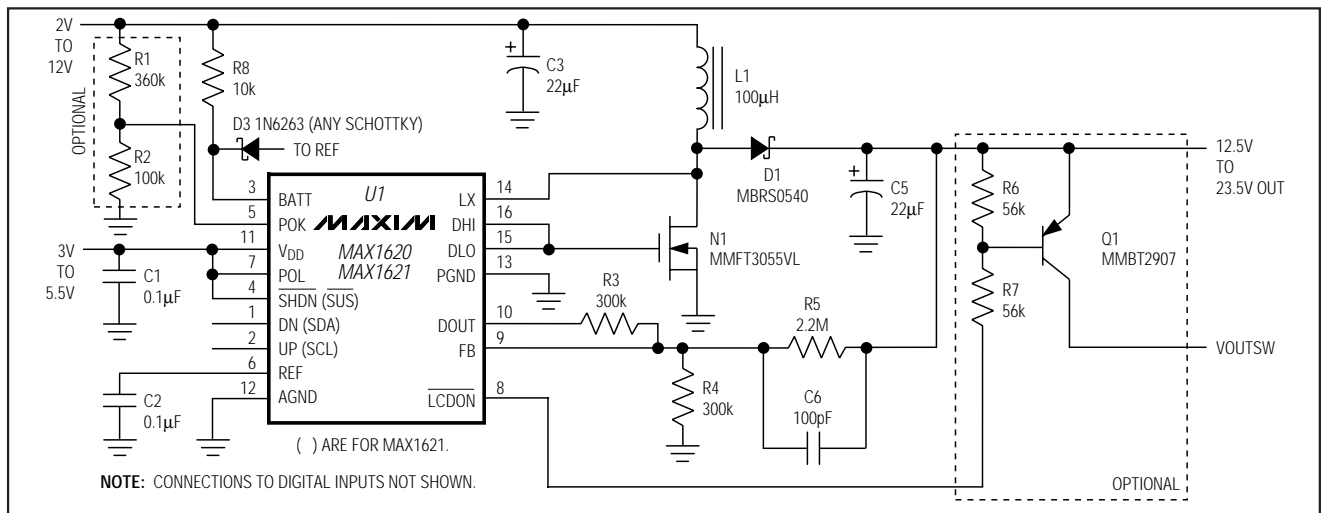 2V
TO
12V
OPTIONAL
R1
360k
R2
100k
R8
10k
D3 1N6263 (ANY SCHOTTKY)
TO REF
C3
22µF
L1
100µH
D1
MBRS0540
C5
22µF
12.5V
TO
23.5V OUT
R6
56k
R7
56k
Q1
MMBT2907
VOUTSW
OPTIONAL
3V
TO
5.5V
C1
0.1µF
C2
0.1µF
U1
MAXIM
MAX1620
MAX1621
3 BATT
5 POK
11 VDD
7 POL
4 SHDN (SUS)
1 DN (SDA)
2 UP (SCL)
6 REF
12 AGND
LX 14
DHI 16
DLO 15
PGND 13
DOUT 10
FB 9
LCDON 8
N1
MMFT3055VL
R3
300k
R4
300k
R5
2.2M
C6
100pF
( ) ARE FOR MAX1621.
NOTE: CONNECTIONS TO DIGITAL INPUTS NOT SHOWN.